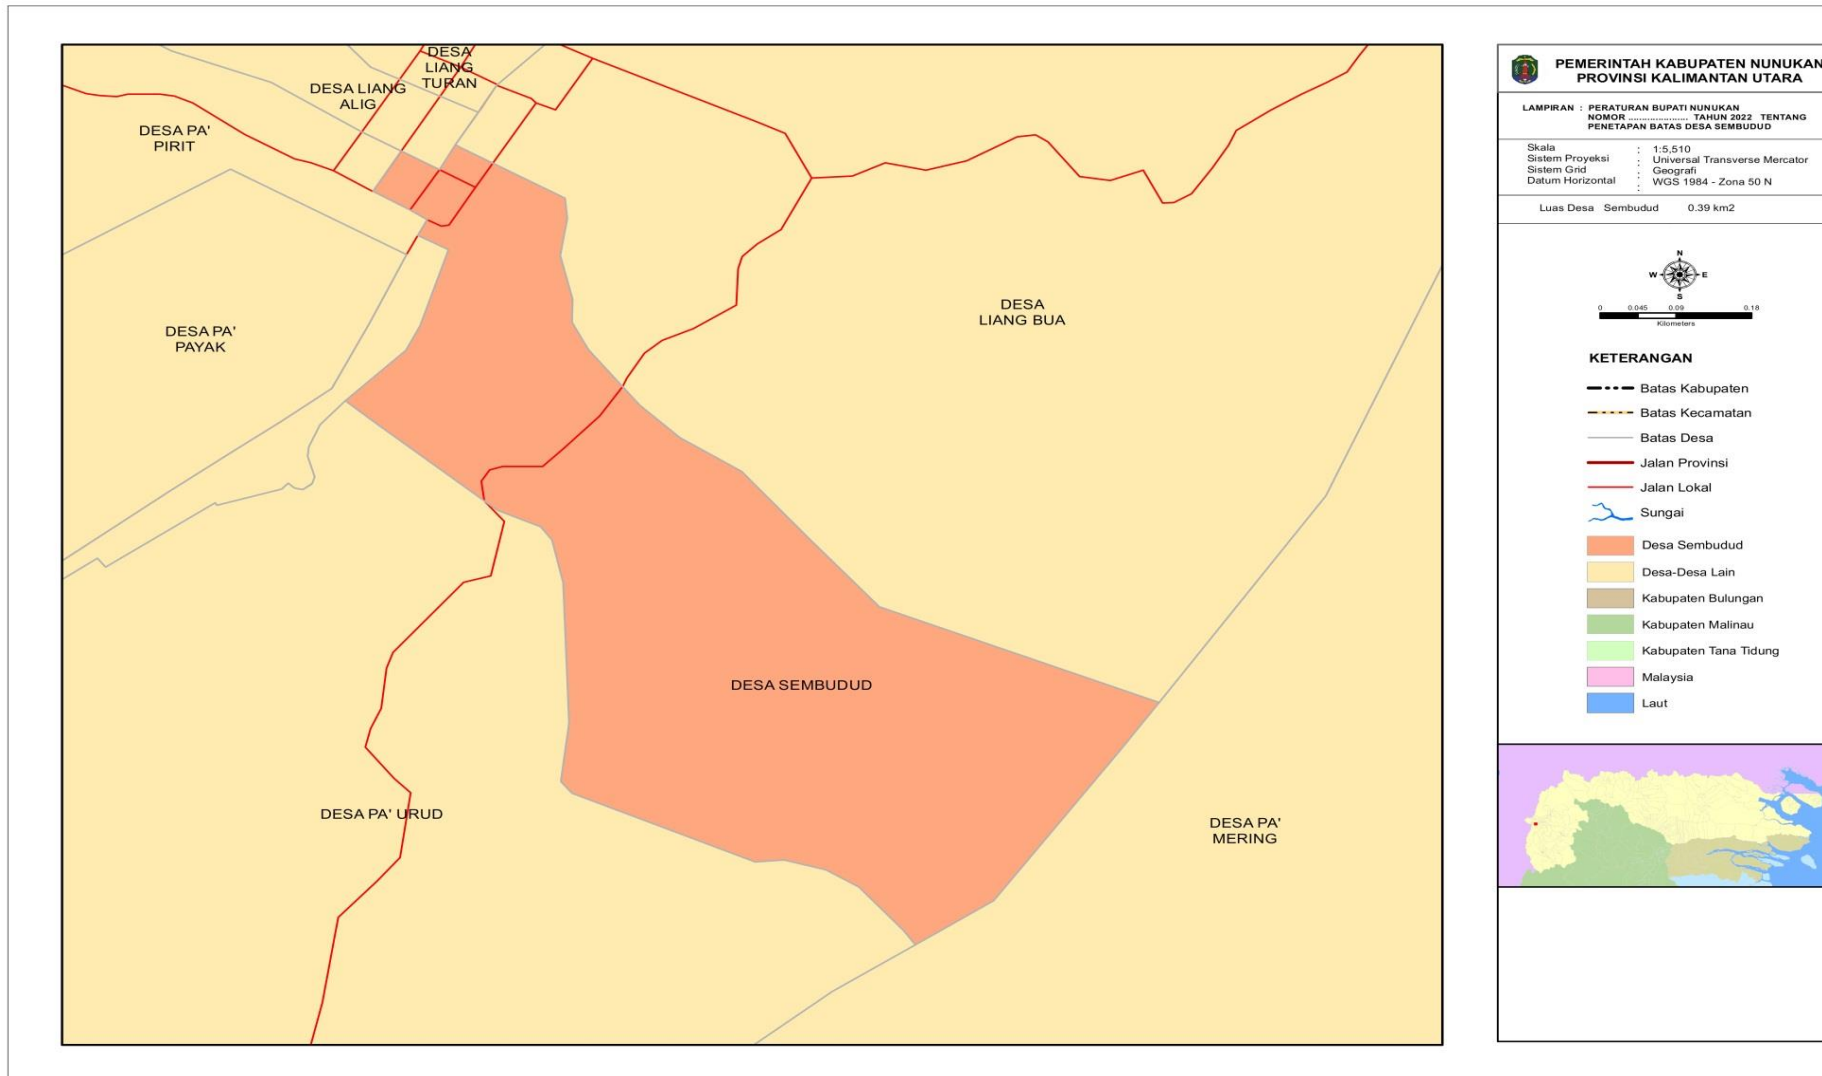 DESA
LIANG
TURAN
DESA LIANG
ALIG
DESA PA'
PIRIT
DESA PA'
PAYAK
DESA
LIANG BUA
DESA SEMBUDUD
DESA PA' URUD
DESA PA'
MERING
PEMERINTAH KABUPATEN NUNUKAN
PROVINSI KALIMANTAN UTARA
LAMPIRAN : PERATURAN BUPATI NUNUKAN
NOMOR ...................... TAHUN 2022 TENTANG
PENETAPAN BATAS DESA SEMBUDUD
Skala : 1:5,510
Sistem Proyeksi : Universal Transverse Mercator
Sistem Grid : Geografi
Datum Horizontal : WGS 1984 - Zona 50 N
Luas Desa Sembudud 0.39 km2
N
W E
S
0 0.045 0.09 0.18
Kilometers
KETERANGAN
Batas Kabupaten
Batas Kecamatan
Batas Desa
Jalan Provinsi
Jalan Lokal
Sungai
Desa Sembudud
Desa-Desa Lain
Kabupaten Bulungan
Kabupaten Malinau
Kabupaten Tana Tidung
Malaysia
Laut